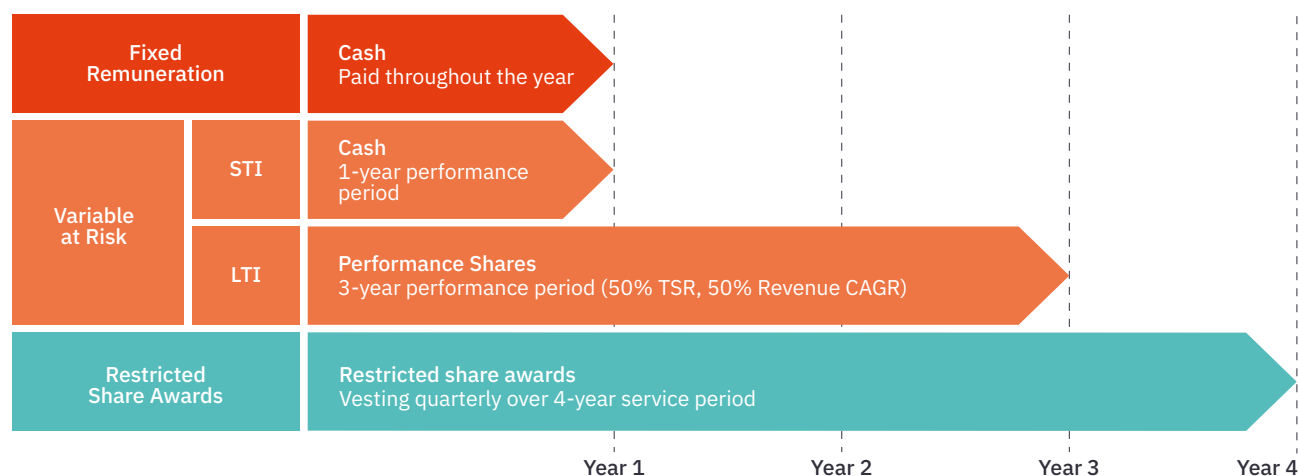 Fixed
Remuneration
Cash
Paid throughout the year
Variable
at Risk
STI
Cash
1-year performance
period
LTI
Performance Shares
3-year performance period (50% TSR, 50% Revenue CAGR)
Restricted
Share Awards
Restricted share awards
Vesting quarterly over 4-year service period
Year 1
Year 2
Year 3
Year 4